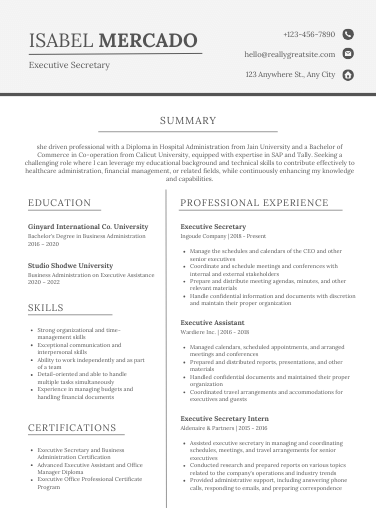 ISABEL MERCADO
Executive Secretary
+123-456-7890
hello@reallygreatsite.com
123 Anywhere St., Any City
SUMMARY
she driven professional with a Diploma in Hospital Administration from Jain University and a Bachelor of
Commerce in Co-operation from Calicut University, equipped with expertise in SAP and Tally. Seeking a
challenging role where I can leverage my educational background and technical skills to contribute effectively to
healthcare administration, financial management, or related fields, while continuously enhancing my knowledge
and capabilities.
EDUCATION
Ginyard International Co. University
Bachelor's Degree in Business Administration
2016 – 2020
Studio Shodwe University
Business Administration on Executive Assistance
2020 – 2022
SKILLS
• Strong organizational and time-
management skills
• Exceptional communication and
interpersonal skills
• Ability to work independently and as part
of a team
• Detail-oriented and able to handle
multiple tasks simultaneously
• Experience in managing budgets and
handling financial documents
CERTIFICATIONS
• Executive Secretary and Business
Administration Certification
• Advanced Executive Assistant and Office
Manager Diploma
• Executive Office Professional Certificate
Program
PROFESSIONAL EXPERIENCE
Executive Secretary
Ingoude Company | 2018 - Present
• Manage the schedules and calendars of the CEO and other
senior executives
• Coordinate and schedule meetings and conferences with
internal and external stakeholders
• Prepare and distribute meeting agendas, minutes, and other
relevant materials
• Handle confidential information and documents with discretion
and maintain their proper organization
Executive Assistant
Wardiere Inc. | 2016 - 2018
• Managed calendars, scheduled appointments, and arranged
meetings and conferences
• Prepared and distributed reports, presentations, and other
materials
• Handled confidential documents and maintained their proper
organization
• Coordinated travel arrangements and accommodations for
executives and guests
Executive Secretary Intern
Aldenaire & Partners | 2015 - 2016
• Assisted executive secretary in managing and coordinating
schedules, meetings, and travel arrangements for senior
executives
• Conducted research and prepared reports on various topics
related to the company's operations and industry trends
• Provided administrative support, including answering phone
calls, responding to emails, and preparing correspondence